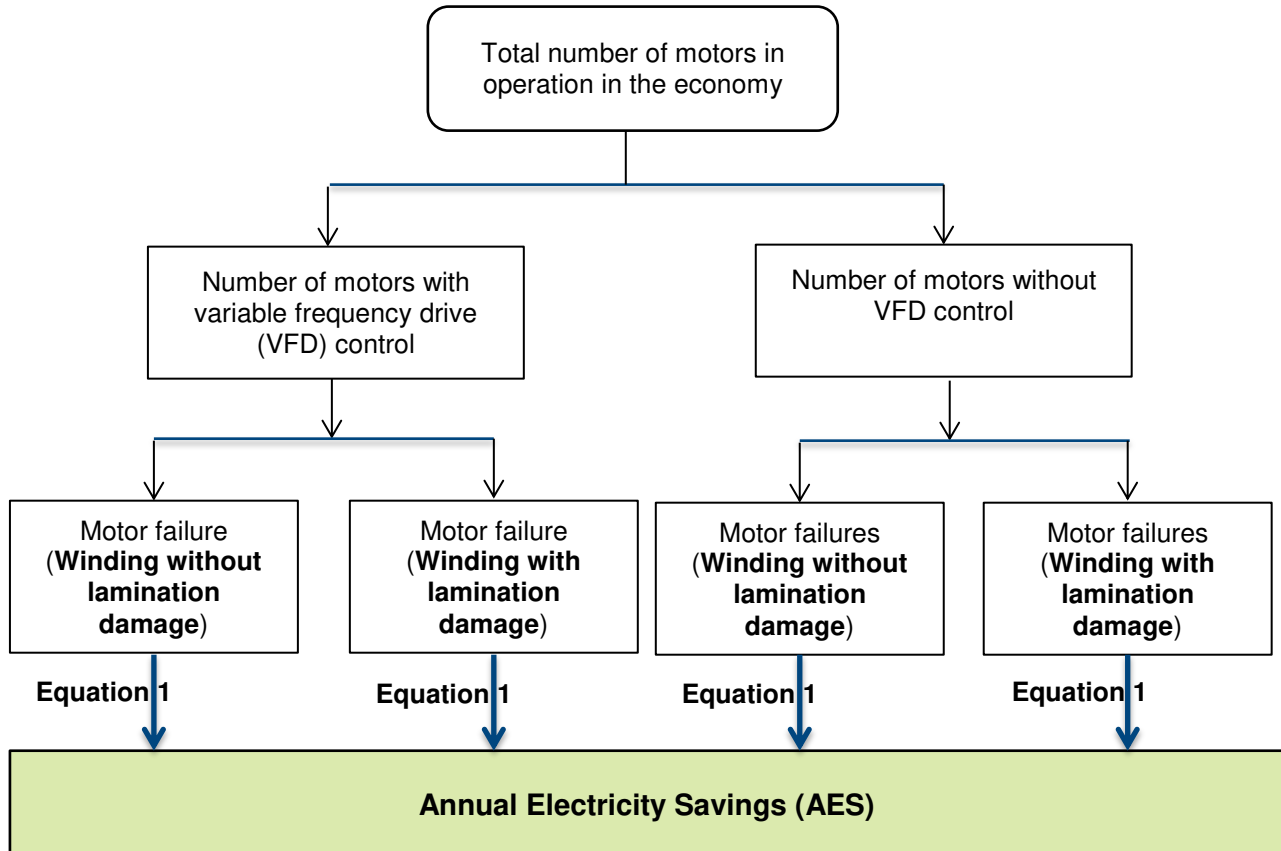 Total number of motors in
operation in the economy
Number of motors with
variable frequency drive
(VFD) control
Number of motors without
VFD control
Motor failure
(Winding without
lamination
damage)
Motor failure
(Winding with
lamination
damage)
Motor failures
(Winding without
lamination
damage)
Motor failures
(Winding with
lamination
damage)
Equation 1
Equation 1
Equation 1
Equation 1
Annual Electricity Savings (AES)